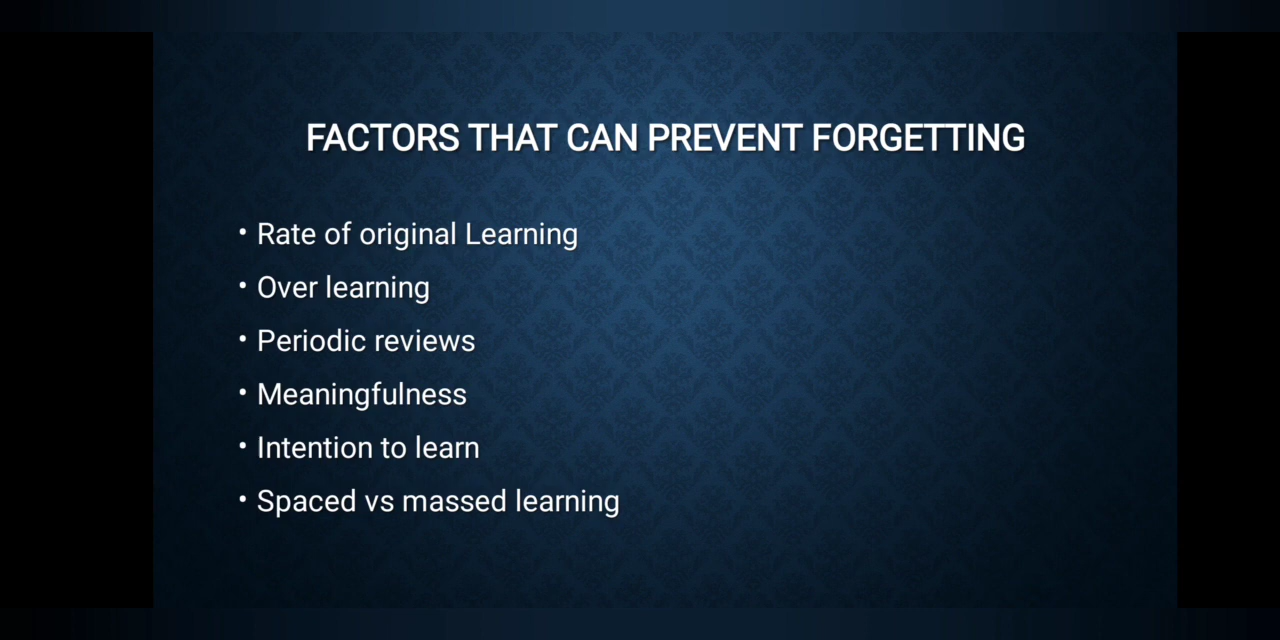 FACTORS THAT CAN PREVENT FORGETTING
• Rate of original Learning
• Over learning
• Periodic reviews
• Meaningfulness
• Intention to learn
• Spaced vs massed learning